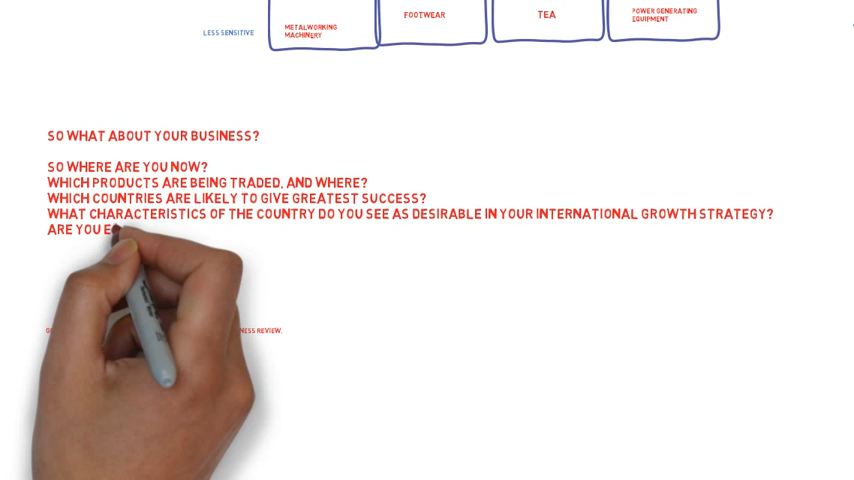 METALWORKING
MACHINERY
FOOTWEAR
TEA
POWER GENERATING
EQUIPMENT
LESS SENSITIVE
SO WHAT ABOUT YOUR BUSINESS?
SO WHERE ARE YOU NOW?
WHICH PRODUCTS ARE BEING TRADED, AND WHERE?
WHICH COUNTRIES ARE LIKELY TO GIVE GREATEST SUCCESS?
WHAT CHARACTERISTICS OF THE COUNTRY DO YOU SEE AS DESIRABLE IN YOUR INTERNATIONAL GROWTH STRATEGY?
ARE YOU
REVIEW.